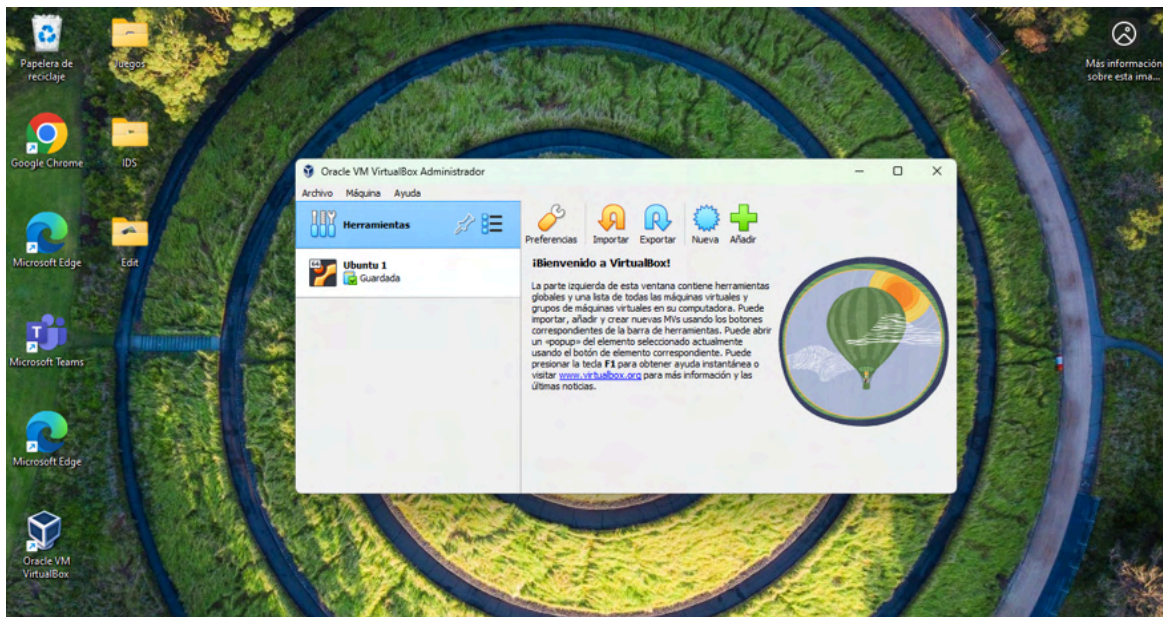 Papelera de
reciclaje
Juegos
Google Chrome
IDS
Microsoft Edge
Edit
Microsoft Teams
Microsoft Edge
Oracle VM
VirtualBox
Más información
sobre esta ima...
Oracle VM VirtualBox Administrador
Archivo Máquina Ayuda
Herramientas
64
Ubuntu 1
Guardada
Preferencias Importar Exportar Nueva Añadir
¡Bienvenido a VirtualBox!
La parte izquierda de esta ventana contiene herramientas
globales y una lista de todas las máquinas virtuales y
grupos de máquinas virtuales en su computadora. Puede
importar, añadir y crear nuevas MVs usando los botones
correspondientes de la barra de herramientas. Puede abrir
un «popup» del elemento seleccionado actualmente
usando el botón de elemento correspondiente. Puede
presionar la tecla F1 para obtener ayuda instantánea o
visitar www.virtualbox.org para más información y las
últimas noticias.